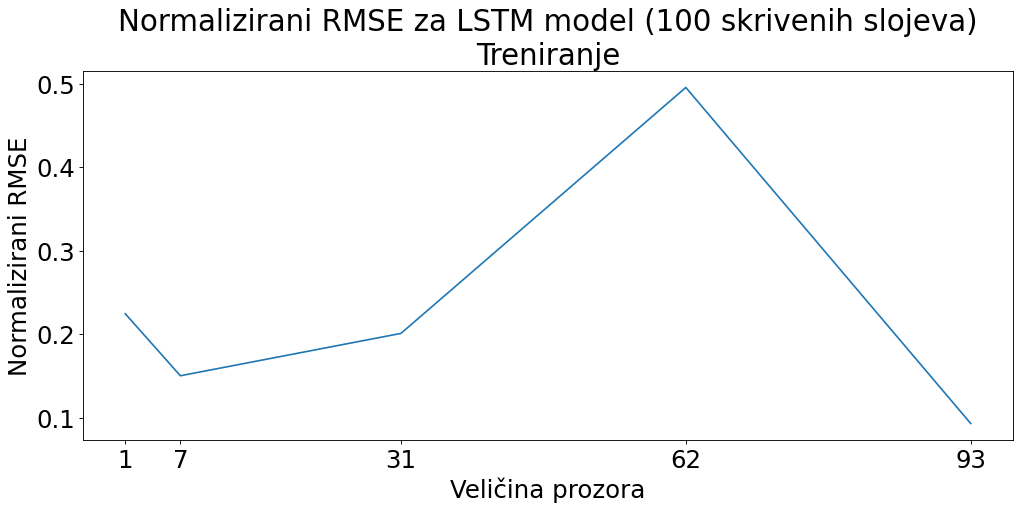 Normalizirani RMSE za LSTM model (100 skrivenih slojeva)
Treniranje
Normalizirani RMSE
0.5
0.4
0.3
0.2
0.1
1 7 31 62 93
Veličina prozora